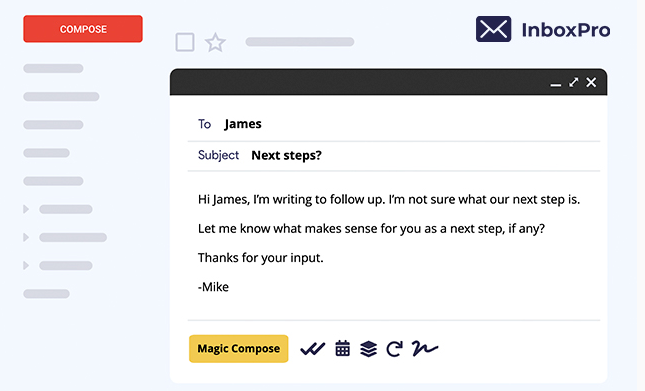 COMPOSE
InboxPro
To James
Subject Next steps?
Hi James, I’m writing to follow up. I’m not sure what our next step is.
Let me know what makes sense for you as a next step, if any?
Thanks for your input.
-Mike
Magic Compose